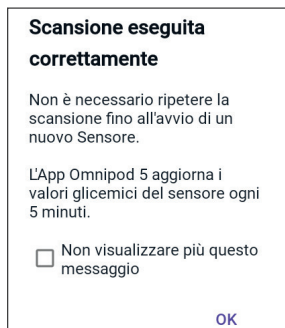 Scansione eseguita
correttamente
Non è necessario ripetere la
scansione fino all'avvio di un
nuovo Sensore.
L'App Omnipod 5 aggiorna i
valori glicemici del sensore ogni
5 minuti.
Non visualizzare più questo
messaggio
OK